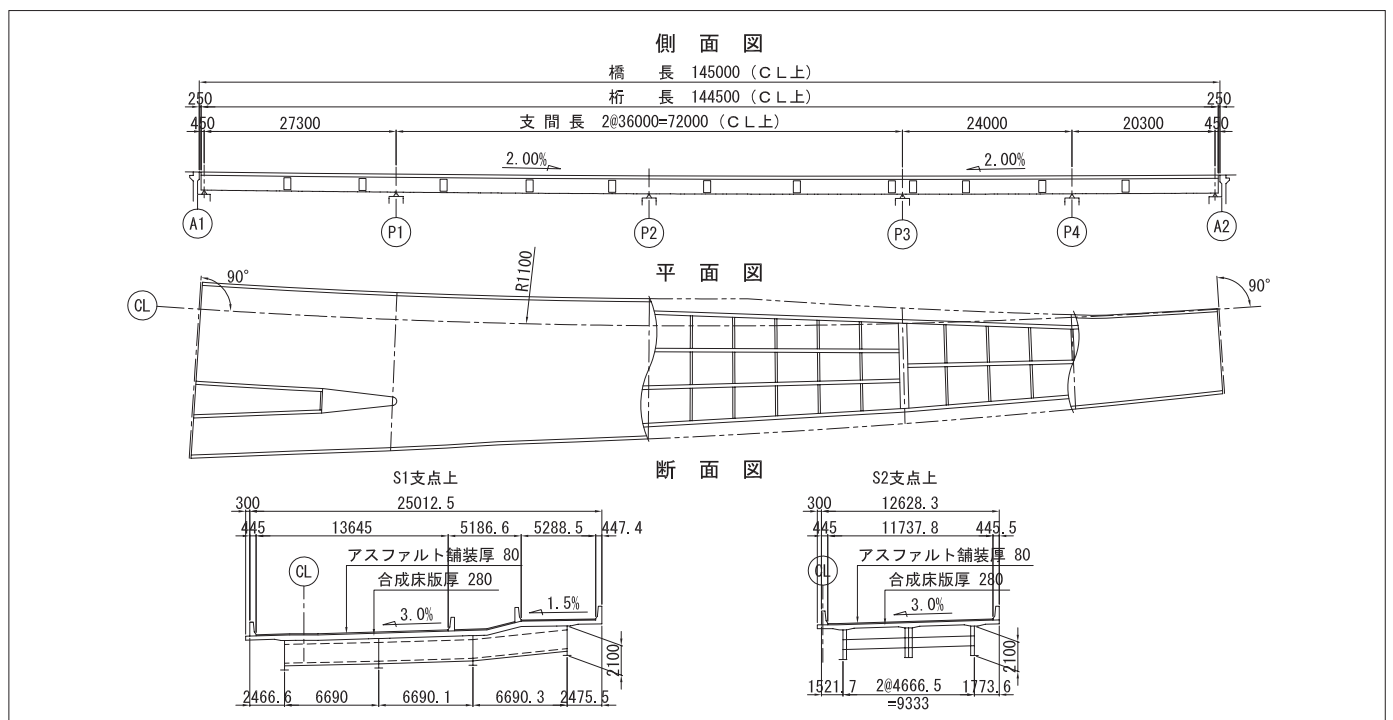 側 面 図
橋 長 145000 (CL上)
250 桁 長 144500 (CL上) 250
450 27300 支 間 長 2@36000=72000 (CL上) 24000 20300 450
2.00% 2.00%
A1 P1 P2 P3 P4 A2
平 面 図
90° R1100 90°
CL
断 面 図
S1支点上
300 25012.5
445 13645 5186.6 5288.5 447.4
アスファルト舗装厚 80
CL 合成床版厚 280
3.0% 1.5%
2100
2466.6 6690 6690.1 6690.3 2475.5
S2支点上
300 12628.3
445 11737.8 445.5
アスファルト舗装厚 80
CL 合成床版厚 280
3.0%
2100
1521.7 2@4666.5 1773.6
=9333